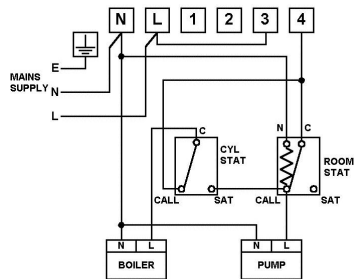 N L 1 2 3 4
E
MAINS
SUPPLY
N
L
N C
C
CYL
STAT
ROOM
STAT
CALL SAT CALL SAT
N L N L
BOILER PUMP